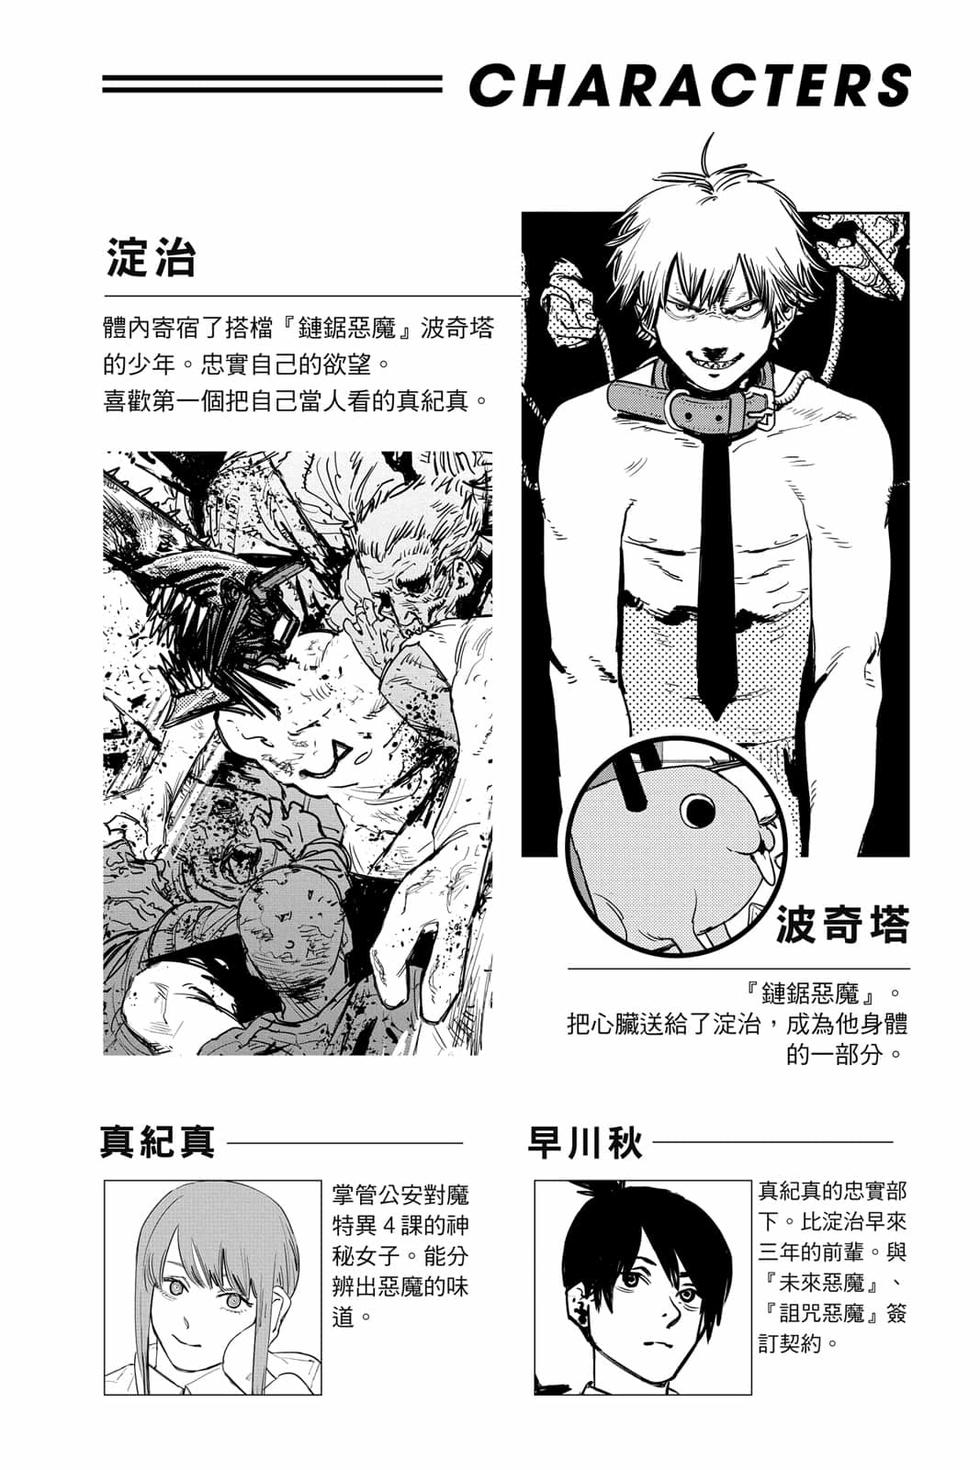 CHARACTERS
淀治
體內寄宿了搭檔『鏈鋸惡魔』波奇塔
的少年。忠實自己的欲望。
喜歡第一個把自己當人看的真紀真。
波奇塔
『鏈鋸惡魔』。
把心臟送給了淀治，成為他身體
的一部分。
真紀真
掌管公安對魔
特異4課的神
秘女子。能分
辨出惡魔的味
道。
早川秋
真紀真的忠實部
下。比淀治早來
三年的前輩。與
『未來惡魔』、
『詛咒惡魔』簽
訂契約。